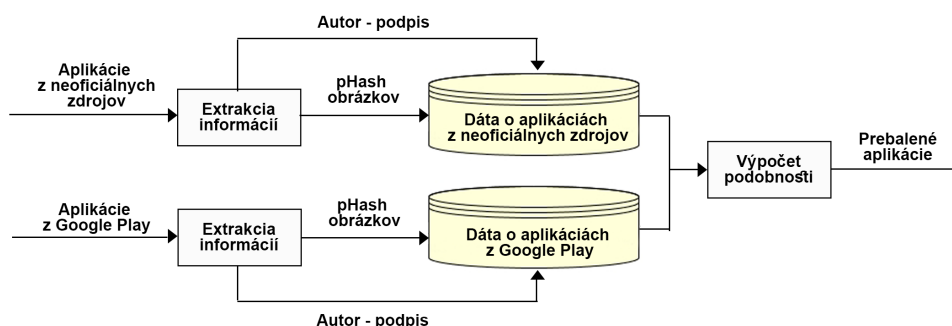 Autor - podpis
Aplikácie
z neoficiálnych
zdrojov
Extrakcia
informácií
pHash
obrázkov
Dáta o aplikáciách
z neoficiálnych zdrojov
Výpočet
podobnosti
Prebalené
aplikácie
Aplikácie
z Google Play
Extrakcia
informácií
pHash
obrázkov
Dáta o aplikáciách
z Google Play
Autor - podpis